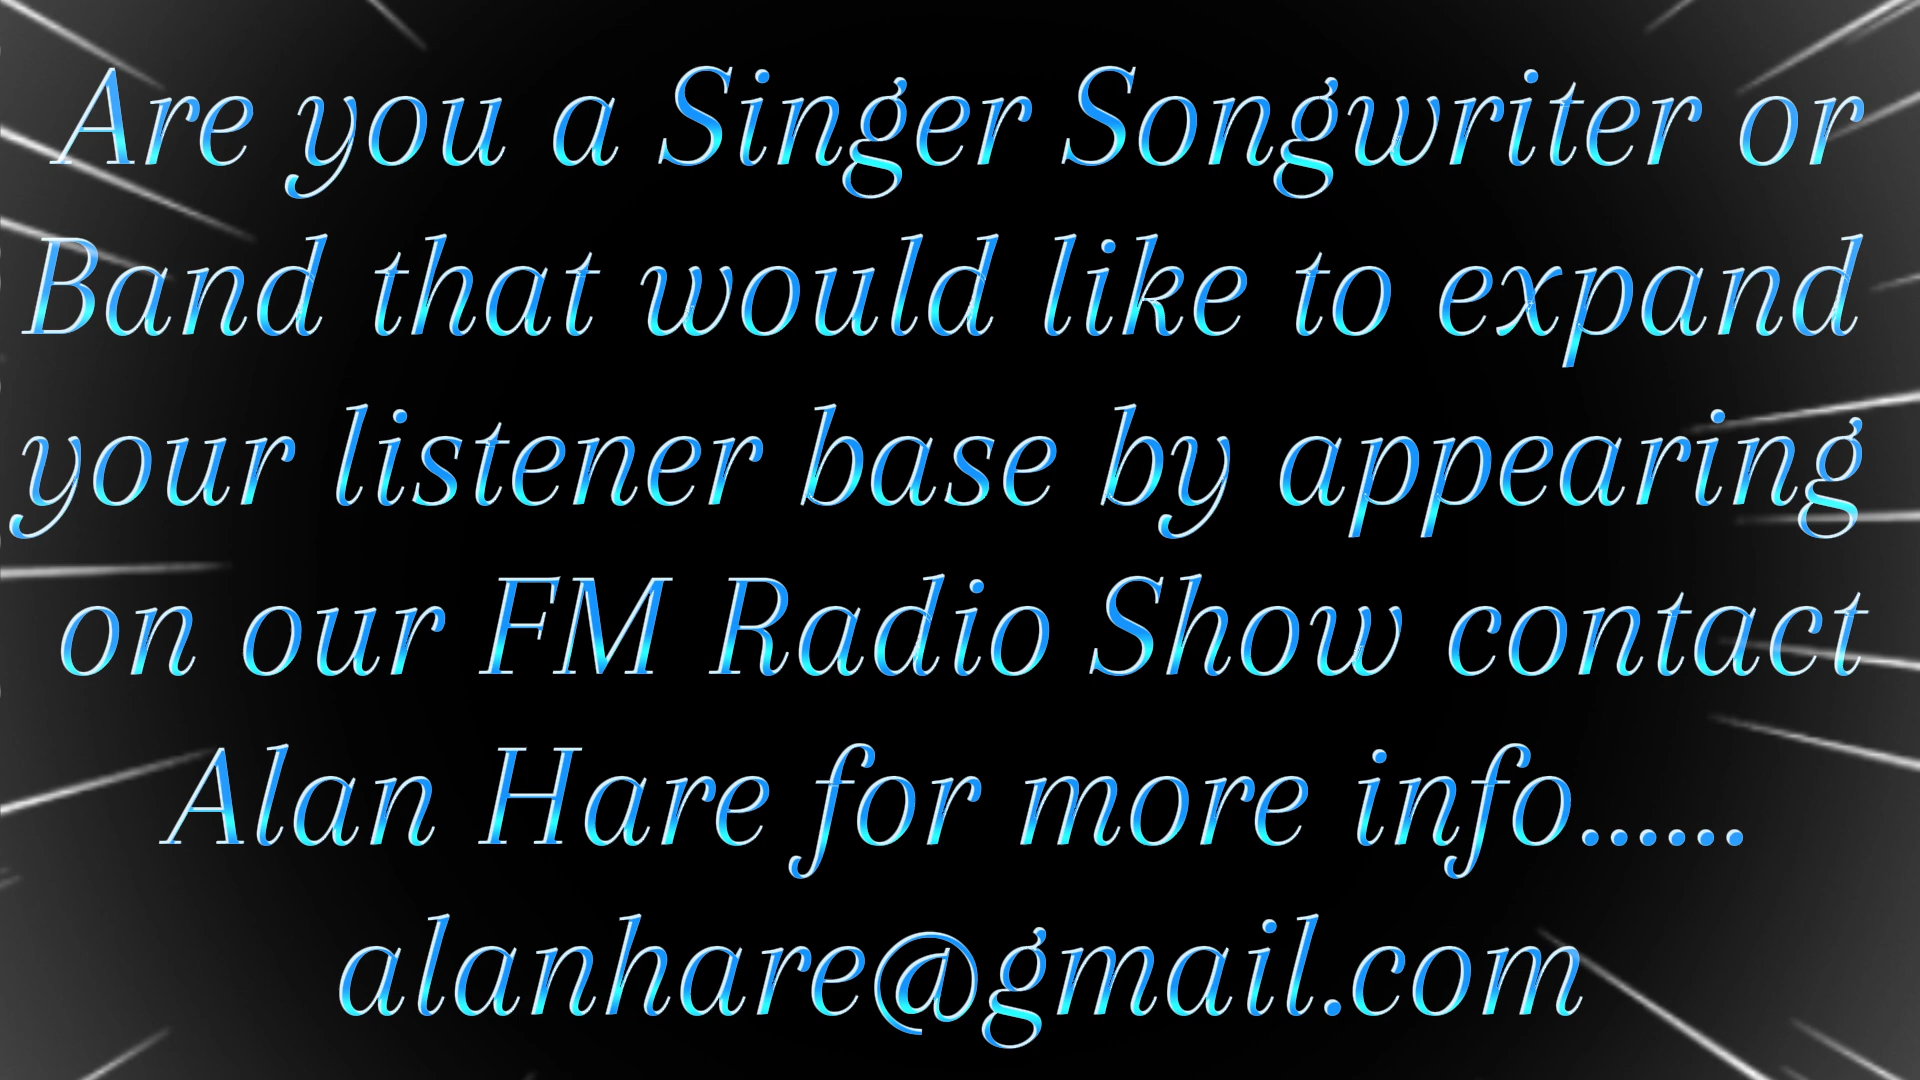 Are you a Singer Songwriter or
Band that would like to expand
your listener base by appearing
on our FM Radio Show contact
Alan Hare for more info......
alanhare@gmail.com